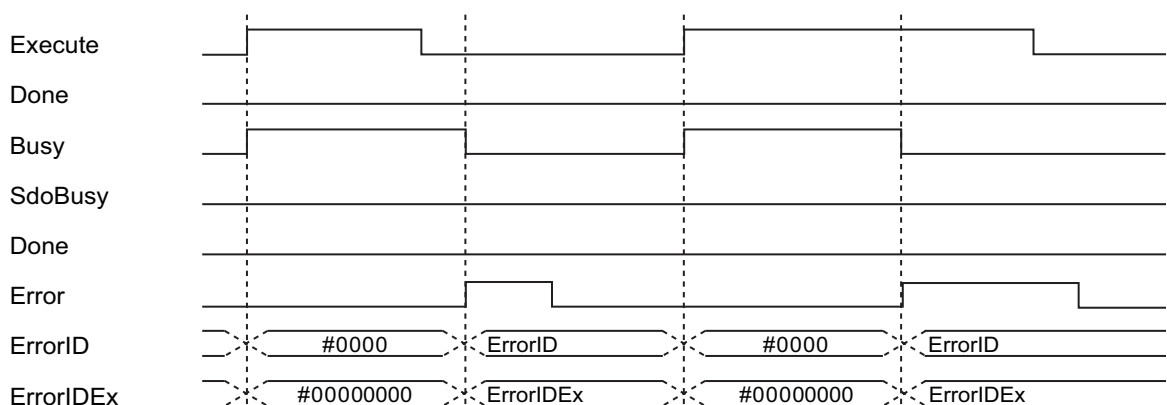 Execute
Done
Busy
SdoBusy
Done
Error
ErrorID #0000 ErrorID #0000 ErrorID
ErrorIDEx #00000000 ErrorIDEx #00000000 ErrorIDEx